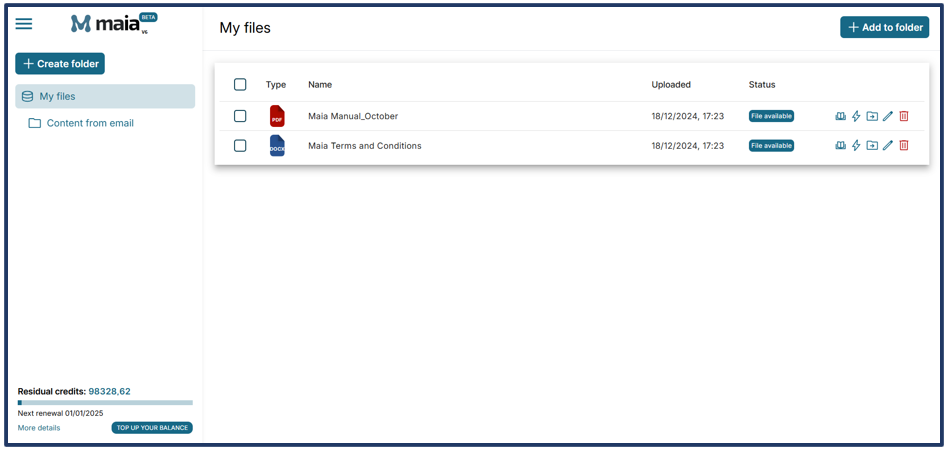 maia BETA
V6
My files
+ Add to folder
+ Create folder
My files
Content from email
Type Name Uploaded Status
PDF Maia Manual_October 18/12/2024, 17:23 File available
DOCX Maia Terms and Conditions 18/12/2024, 17:23 File available
Residual credits: 98328,62
Next renewal 01/01/2025
More details TOP UP YOUR BALANCE